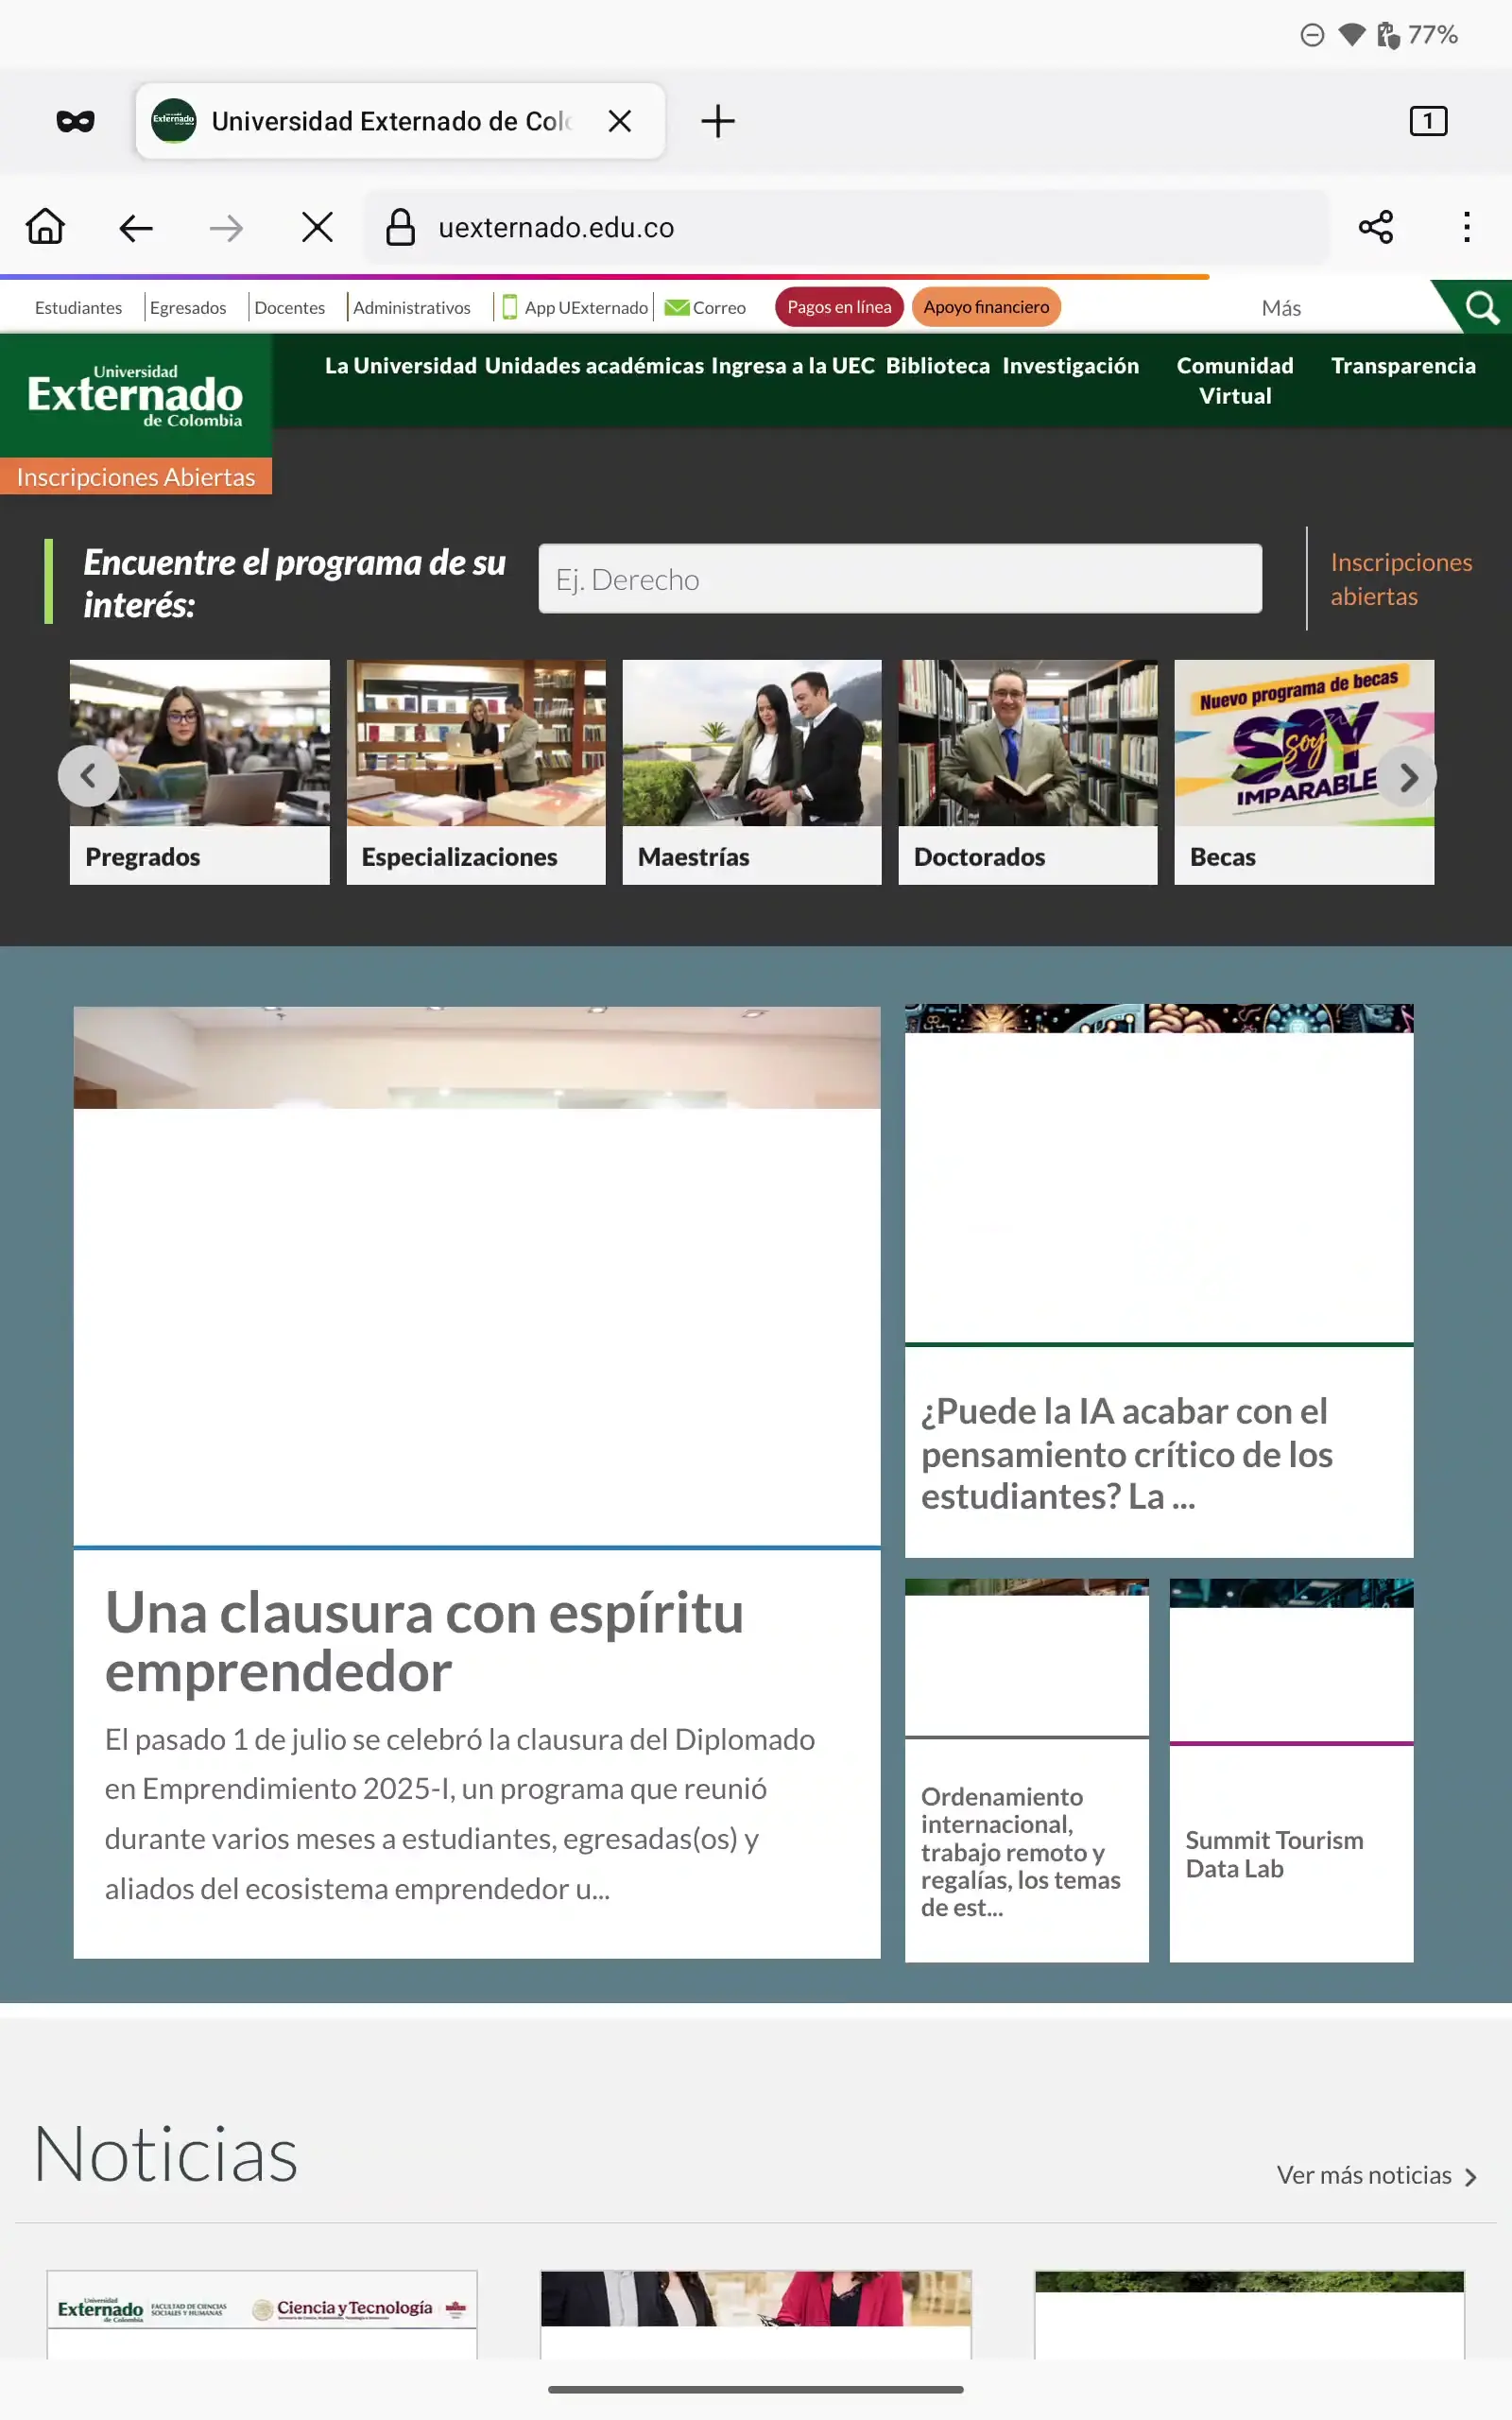 77%
Universidad Externado de Col
1
uexternado.edu.co
Estudiantes
Egresados
Docentes
Administrativos
App UExternado
Correo
Pagos en línea
Apoyo financiero
Más
Universidad
Externado
de Colombia
La Universidad
Unidades académicas
Ingresa a la UEC
Biblioteca
Investigación
Comunidad
Virtual
Transparencia
Inscripciones Abiertas
Encuentre el programa de su
interés:
Ej. Derecho
Inscripciones
abiertas
Nuevo programa de becas
SOY
soy
IMPARABLE
Pregrados
Especializaciones
Maestrías
Doctorados
Becas
¿Puede la IA acabar con el
pensamiento crítico de los
estudiantes? La ...
Una clausura con espíritu
emprendedor
El pasado 1 de julio se celebró la clausura del Diplomado
en Emprendimiento 2025-I, un programa que reunió
durante varios meses a estudiantes, egresadas(os) y
aliados del ecosistema emprendedor u...
Ordenamiento
internacional,
trabajo remoto y
regalías, los temas
de est...
Summit Tourism
Data Lab
Noticias
Ver más noticias
Universidad
Externado
de Colombia
FACULTAD DE CIENCIAS
SOCIALES Y HUMANAS
Ciencia y Tecnología